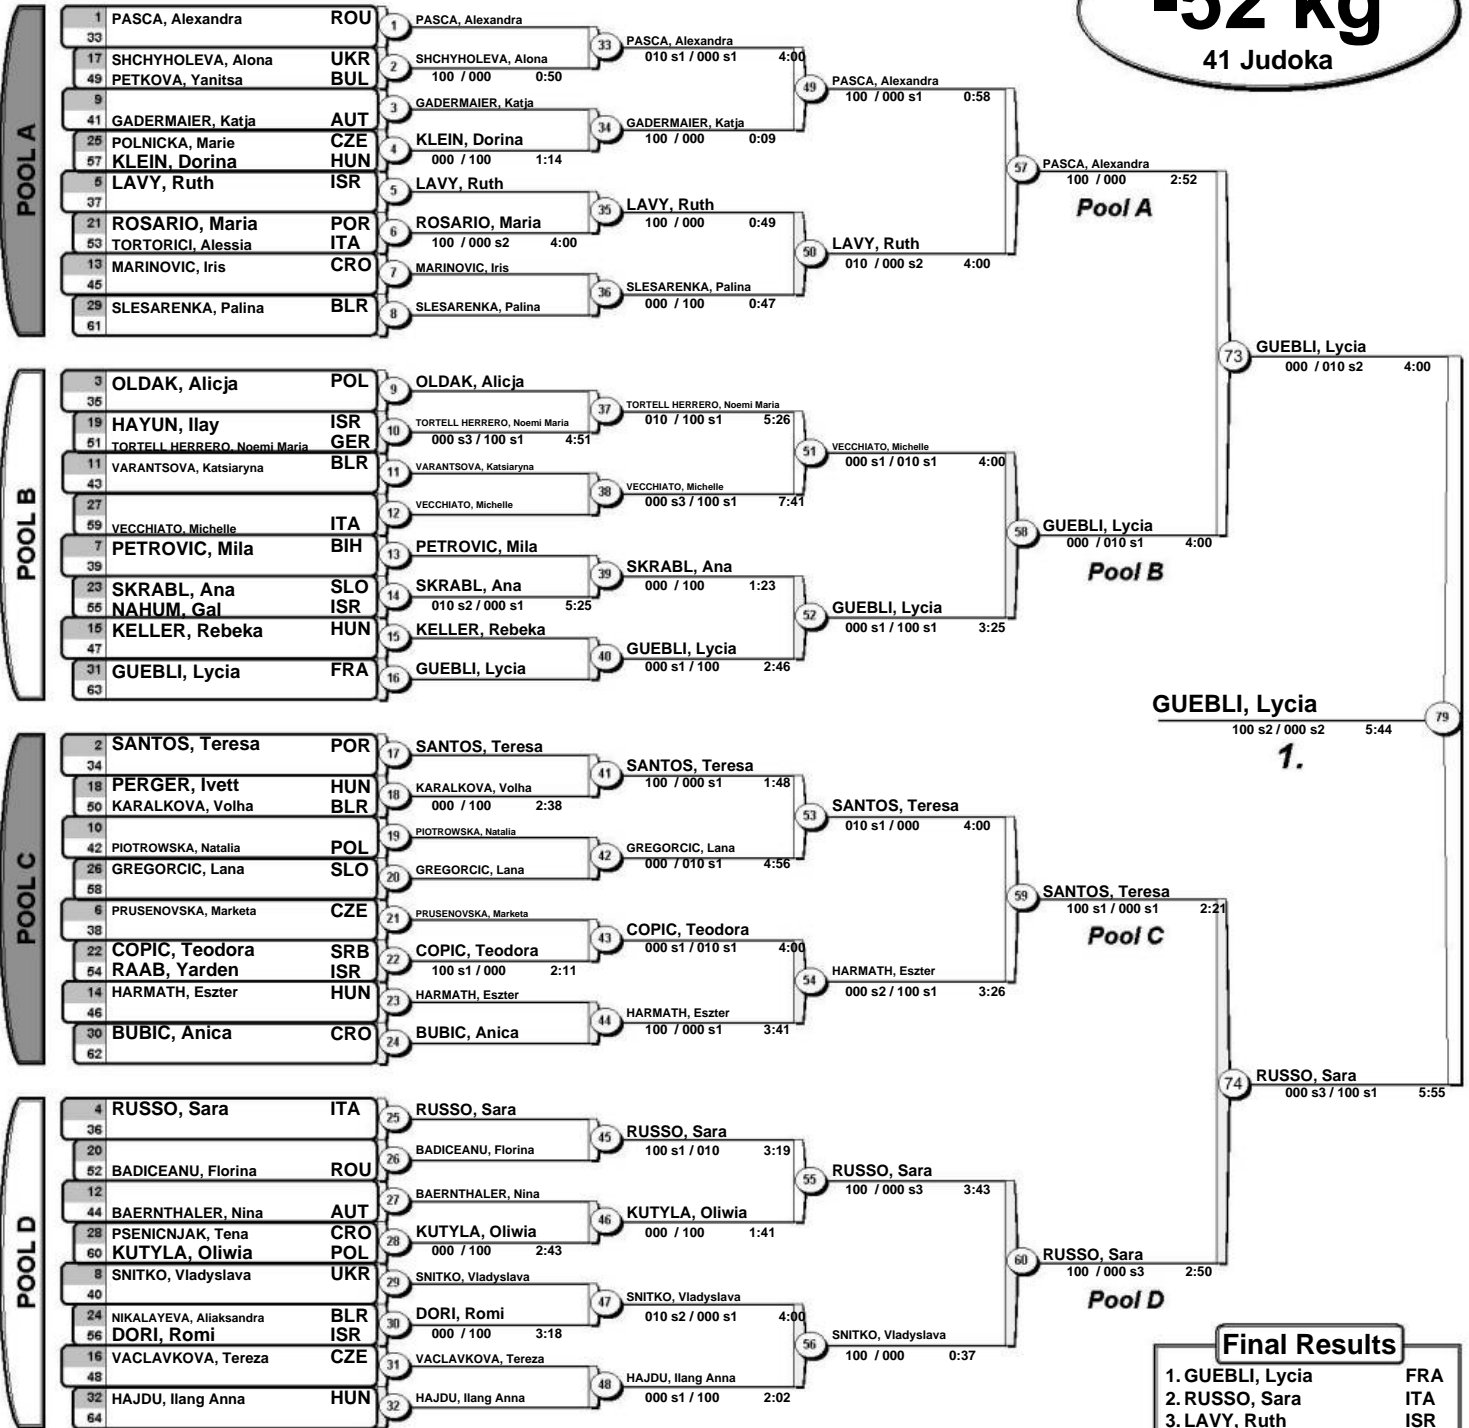 -52 kg
41 Judoka
POOL A
1 PASCA, Alexandra ROU
33
17 SHCHYHOLEVA, Alona UKR
49 PETKOVA, Yanitsa BUL
9
41 GADERMAIER, Katja AUT
25 POLNICKA, Marie CZE
57 KLEIN, Dorina HUN
5 LAVY, Ruth ISR
37
21 ROSARIO, Maria POR
53 TORTORICI, Alessia ITA
13 MARINOVIC, Iris CRO
45
29 SLESARENKA, Palina BLR
61
1 PASCA, Alexandra
2 SHCHYHOLEVA, Alona
100 / 000 0:50
3 GADERMAIER, Katja
4 KLEIN, Dorina
000 / 100 1:14
5 LAVY, Ruth
6 ROSARIO, Maria
100 / 000 s2 4:00
7 MARINOVIC, Iris
8 SLESARENKA, Palina
33 PASCA, Alexandra
010 s1 / 000 s1 4:00
34 GADERMAIER, Katja
100 / 000 0:09
35 LAVY, Ruth
100 / 000 0:49
36 SLESARENKA, Palina
000 / 100 0:47
49 PASCA, Alexandra
100 / 000 s1 0:58
50 LAVY, Ruth
010 / 000 s2 4:00
57 PASCA, Alexandra
100 / 000 2:52
Pool A
POOL B
3 OLDAK, Alicja POL
35
19 HAYUN, Ilay ISR
51 TORTELL HERRERO, Noemi Maria GER
11 VARANTSOVA, Katsiaryna BLR
43
27
59 VECCHIATO, Michelle ITA
7 PETROVIC, Mila BIH
39
23 SKRABL, Ana SLO
55 NAHUM, Gal ISR
15 KELLER, Rebeka HUN
47
31 GUEBLI, Lycia FRA
63
9 OLDAK, Alicja
10 TORTELL HERRERO, Noemi Maria
000 s3 / 100 s1 4:51
11 VARANTSOVA, Katsiaryna
12 VECCHIATO, Michelle
13 PETROVIC, Mila
14 SKRABL, Ana
010 s2 / 000 s1 5:25
15 KELLER, Rebeka
16 GUEBLI, Lycia
37 TORTELL HERRERO, Noemi Maria
010 / 100 s1 5:26
38 VECCHIATO, Michelle
000 s3 / 100 s1 7:41
39 SKRABL, Ana
000 / 100 1:23
40 GUEBLI, Lycia
000 s1 / 100 2:46
51 VECCHIATO, Michelle
000 s1 / 010 s1 4:00
52 GUEBLI, Lycia
000 s1 / 100 s1 3:25
58 GUEBLI, Lycia
000 / 010 s1 4:00
Pool B
73 GUEBLI, Lycia
000 / 010 s2 4:00
GUEBLI, Lycia 79
100 s2 / 000 s2 5:44
1.
POOL C
2 SANTOS, Teresa POR
34
18 PERGER, Ivett HUN
50 KARALKOVA, Volha BLR
10
42 PIOTROWSKA, Natalia POL
26 GREGORCIC, Lana SLO
58
6 PRUSENOVSKA, Marketa CZE
38
22 COPIC, Teodora SRB
54 RAAB, Yarden ISR
14 HARMATH, Eszter HUN
46
30 BUBIC, Anica CRO
62
17 SANTOS, Teresa
18 KARALKOVA, Volha
000 / 100 2:38
19 PIOTROWSKA, Natalia
20 GREGORCIC, Lana
21 PRUSENOVSKA, Marketa
22 COPIC, Teodora
100 s1 / 000 2:11
23 HARMATH, Eszter
24 BUBIC, Anica
41 SANTOS, Teresa
100 / 000 s1 1:48
42 GREGORCIC, Lana
000 / 010 s1 4:56
43 COPIC, Teodora
000 s1 / 010 s1 4:00
44 HARMATH, Eszter
100 / 000 s1 3:41
53 SANTOS, Teresa
010 s1 / 000 4:00
54 HARMATH, Eszter
000 s2 / 100 s1 3:26
59 SANTOS, Teresa
100 s1 / 000 s1 2:21
Pool C
POOL D
4 RUSSO, Sara ITA
36
20
52 BADICEANU, Florina ROU
12
44 BAERNTHALER, Nina AUT
28 PSENICNJAK, Tena CRO
60 KUTYLA, Oliwia POL
8 SNITKO, Vladyslava UKR
40
24 NIKALAYEVA, Aliaksandra BLR
56 DORI, Romi ISR
16 VACLAVKOVA, Tereza CZE
48
32 HAJDU, Ilang Anna HUN
64
25 RUSSO, Sara
26 BADICEANU, Florina
27 BAERNTHALER, Nina
28 KUTYLA, Oliwia
000 / 100 2:43
29 SNITKO, Vladyslava
30 DORI, Romi
000 / 100 3:18
31 VACLAVKOVA, Tereza
32 HAJDU, Ilang Anna
45 RUSSO, Sara
100 s1 / 010 3:19
46 KUTYLA, Oliwia
000 / 100 1:41
47 SNITKO, Vladyslava
010 s2 / 000 s1 4:00
48 HAJDU, Ilang Anna
000 s1 / 100 2:02
55 RUSSO, Sara
100 / 000 s3 3:43
56 SNITKO, Vladyslava
100 / 000 0:37
60 RUSSO, Sara
100 / 000 s3 2:50
Pool D
74 RUSSO, Sara
000 s3 / 100 s1 5:55
Final Results
1. GUEBLI, Lycia FRA
2. RUSSO, Sara ITA
3. LAVY, Ruth ISR